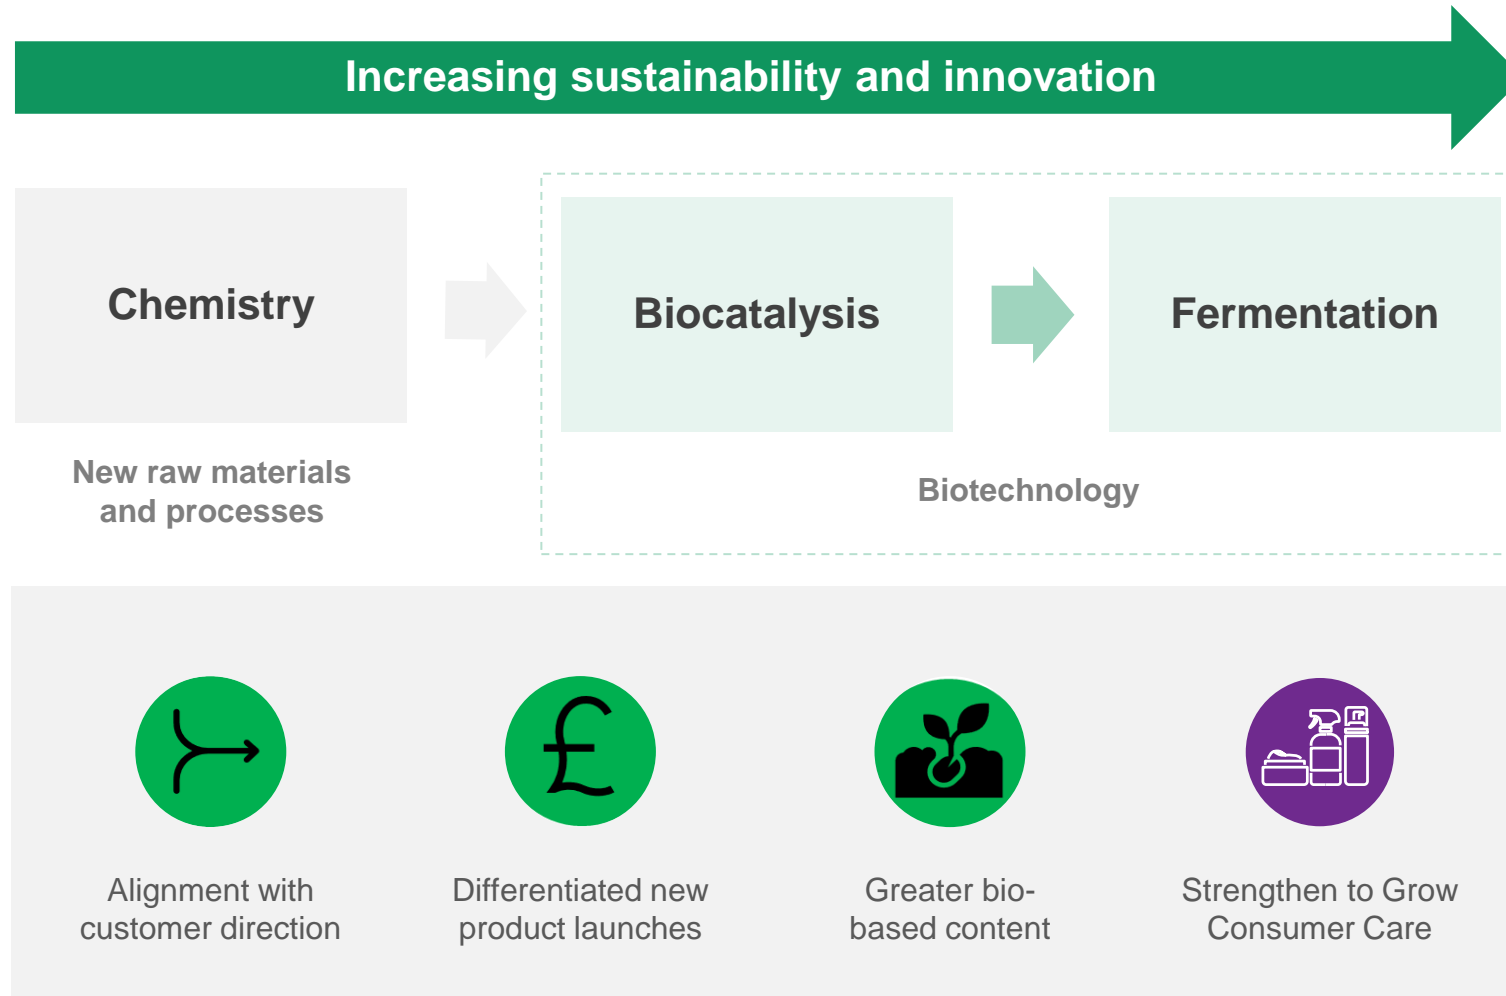 Increasing sustainability and innovation
Chemistry
Biocatalysis
Fermentation
New raw materials
and processes
Biotechnology
Alignment with
customer direction
Differentiated new
product launches
Greater bio-
based content
Strengthen to Grow
Consumer Care